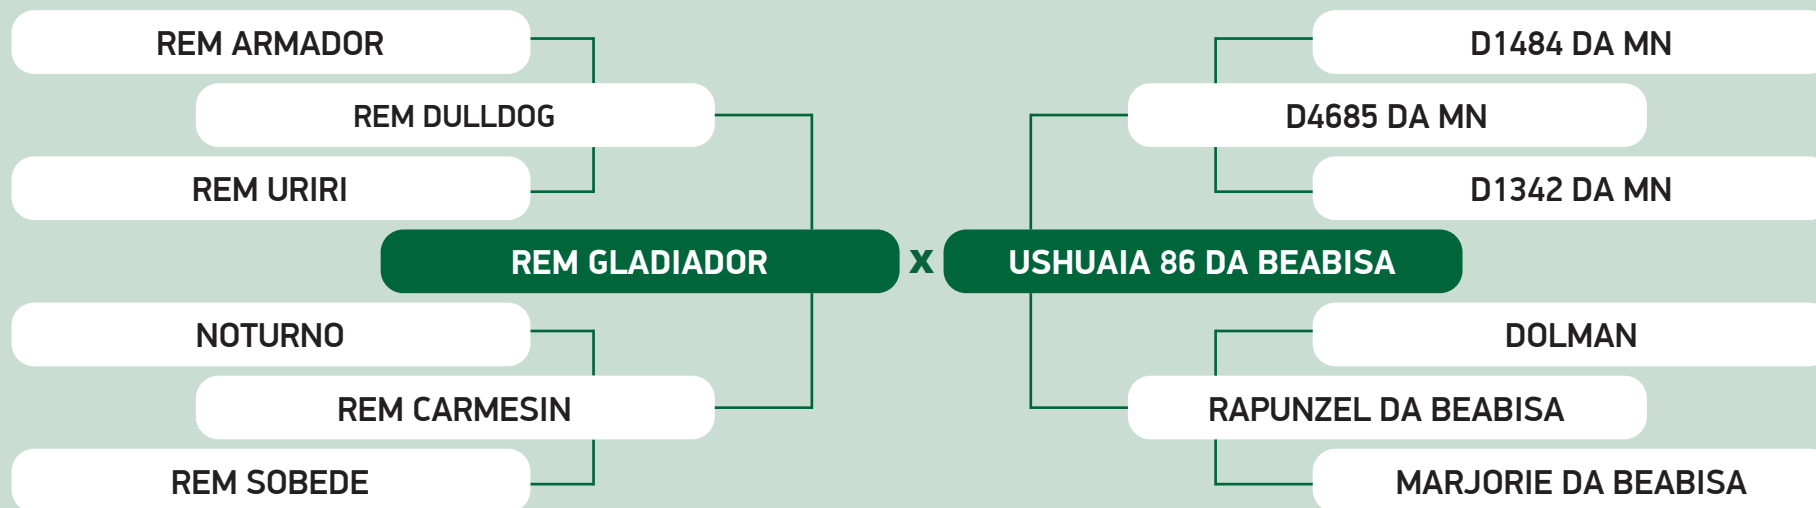 REM ARMADOR
D1484 DA MN
REM DULLDOG
D4685 DA MN
REM URIRI
D1342 DA MN
REM GLADIADOR X USHUAIA 86 DA BEABISA
NOTURNO
DOLMAN
REM CARMESIN
RAPUNZEL DA BEABISA
REM SOBEDE
MARJORIE DA BEABISA